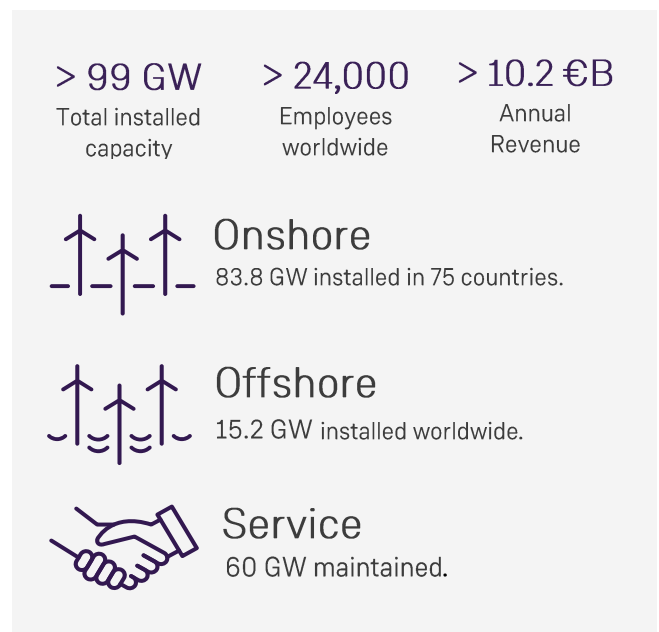 > 99 GW
Total installed
capacity
> 24,000
Employees
worldwide
> 10.2 €B
Annual
Revenue
Onshore
83.8 GW installed in 75 countries.
Offshore
15.2 GW installed worldwide.
Service
60 GW maintained.